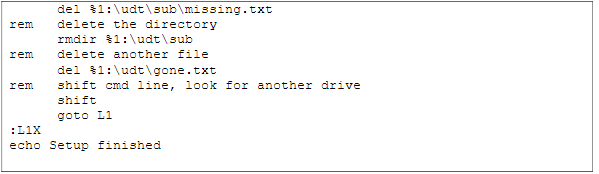 del %1:\udt\sub\missing.txt
rem   delete the directory
rmdir %1:\udt\sub
rem   delete another file
del %1:\udt\gone.txt
rem   shift cmd line, look for another drive
shift
goto L1
:L1X
echo Setup finished